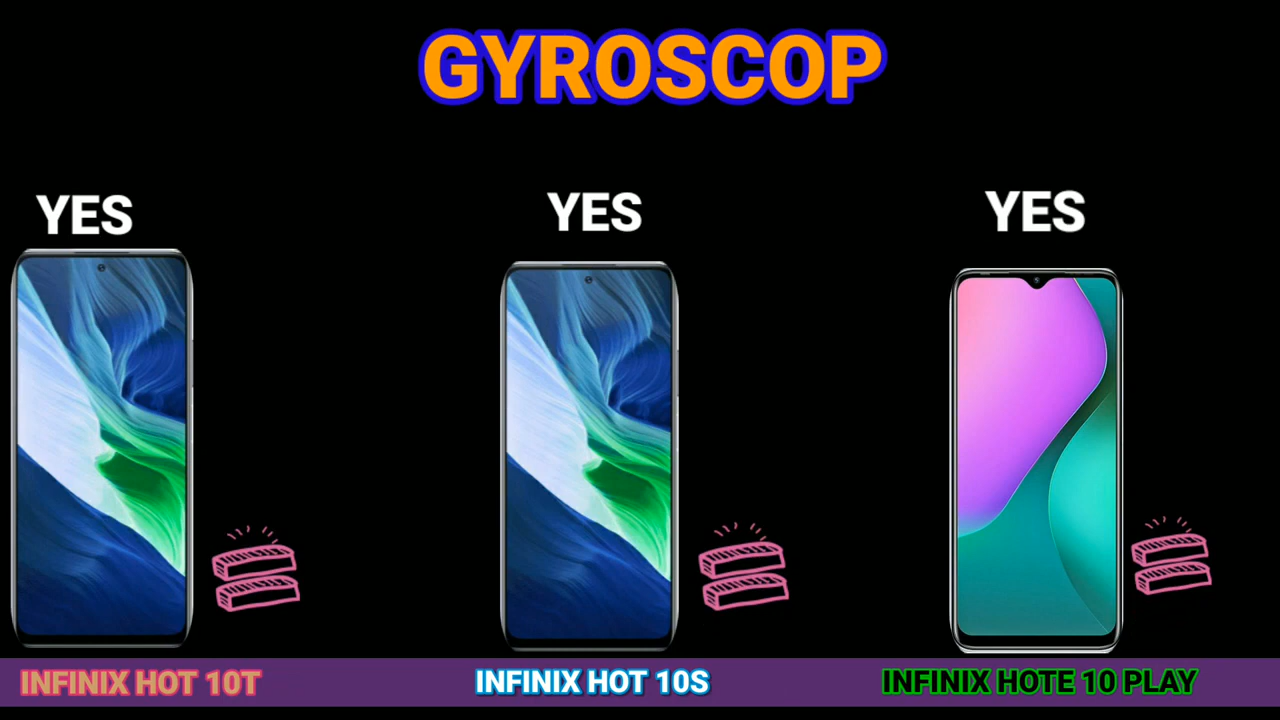 GYROSCOP
YES
YES
YES
INFINIX HOT 10T
INFINIX HOT 10S
INFINIX HOTE 10 PLAY